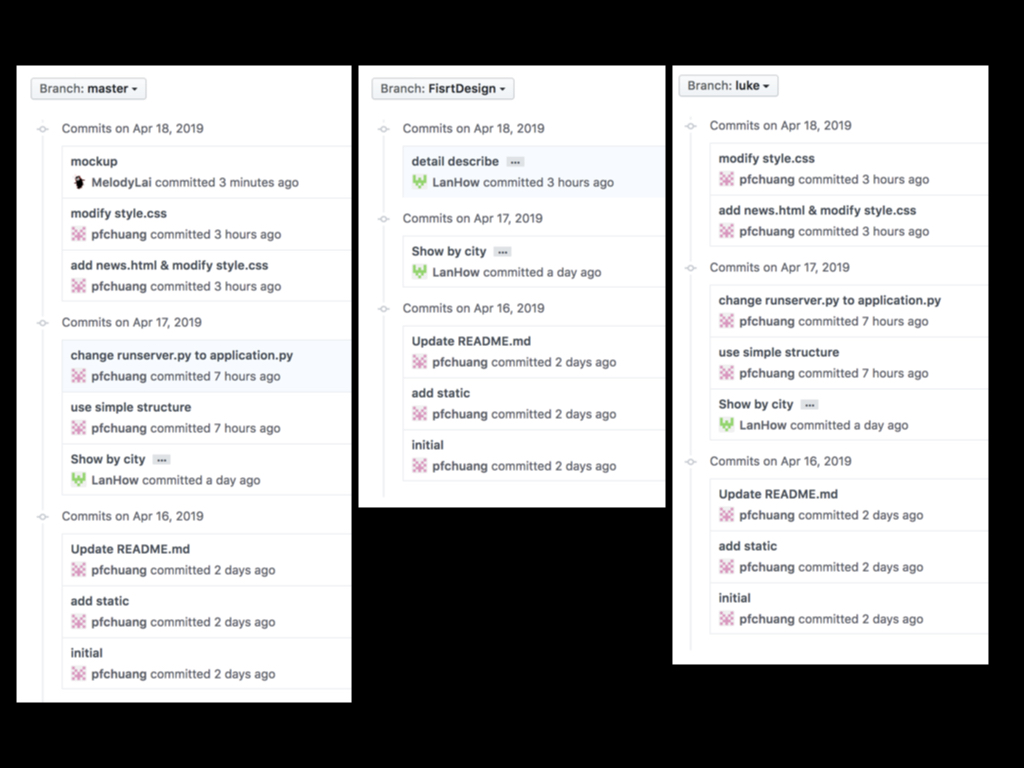 Branch: master
Commits on Apr 18, 2019
mockup
MelodyLai committed 3 minutes ago
modify style.css
pfchuang committed 3 hours ago
add news.html & modify style.css
pfchuang committed 3 hours ago
Commits on Apr 17, 2019
change runserver.py to application.py
pfchuang committed 7 hours ago
use simple structure
pfchuang committed 7 hours ago
Show by city ...
LanHow committed a day ago
Commits on Apr 16, 2019
Update README.md
pfchuang committed 2 days ago
add static
pfchuang committed 2 days ago
initial
pfchuang committed 2 days ago
Branch: FisrtDesign
Commits on Apr 18, 2019
detail describe ...
LanHow committed 3 hours ago
Commits on Apr 17, 2019
Show by city ...
LanHow committed a day ago
Commits on Apr 16, 2019
Update README.md
pfchuang committed 2 days ago
add static
pfchuang committed 2 days ago
initial
pfchuang committed 2 days ago
Branch: luke
Commits on Apr 18, 2019
modify style.css
pfchuang committed 3 hours ago
add news.html & modify style.css
pfchuang committed 3 hours ago
Commits on Apr 17, 2019
change runserver.py to application.py
pfchuang committed 7 hours ago
use simple structure
pfchuang committed 7 hours ago
Show by city ...
LanHow committed a day ago
Commits on Apr 16, 2019
Update README.md
pfchuang committed 2 days ago
add static
pfchuang committed 2 days ago
initial
pfchuang committed 2 days ago